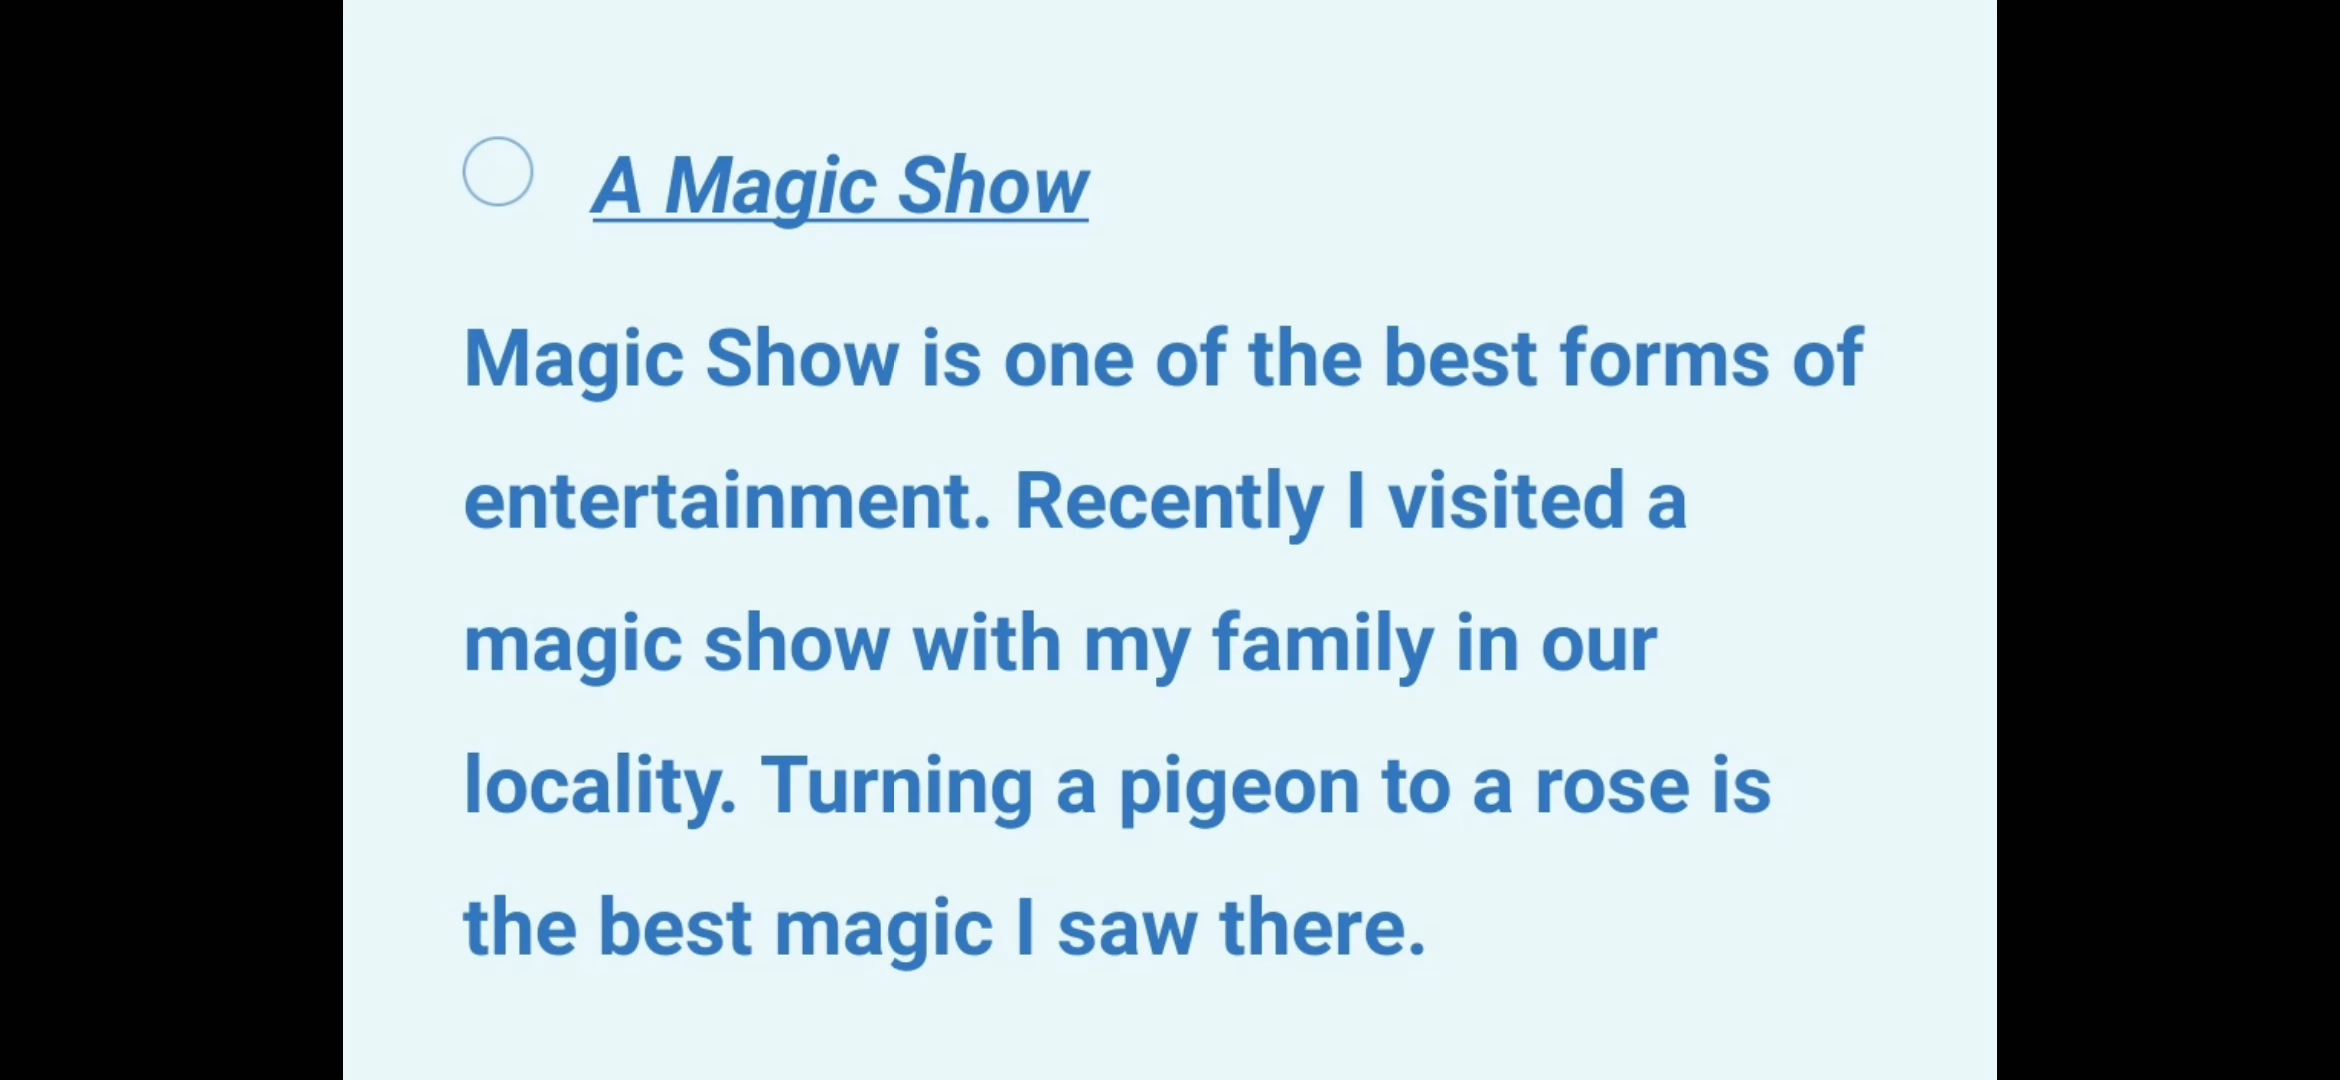 A Magic Show
Magic Show is one of the best forms of
entertainment. Recently I visited a
magic show with my family in our
locality. Turning a pigeon to a rose is
the best magic I saw there.